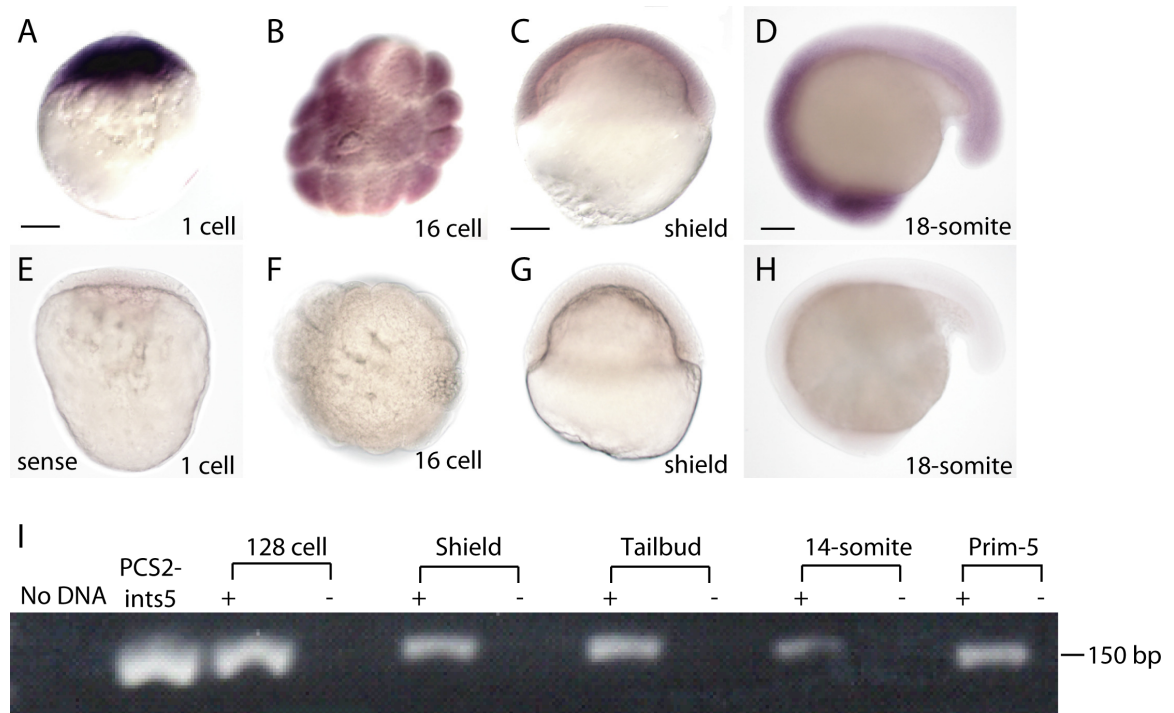 A
B
C
D
1 cell
16 cell
shield
18-somite
E
F
G
H
sense
1 cell
16 cell
shield
18-somite
I
128 cell
Shield
Tailbud
14-somite
Prim-5
No DNA
PCS2-
ints5
+ - + - + - + - + -
150 bp